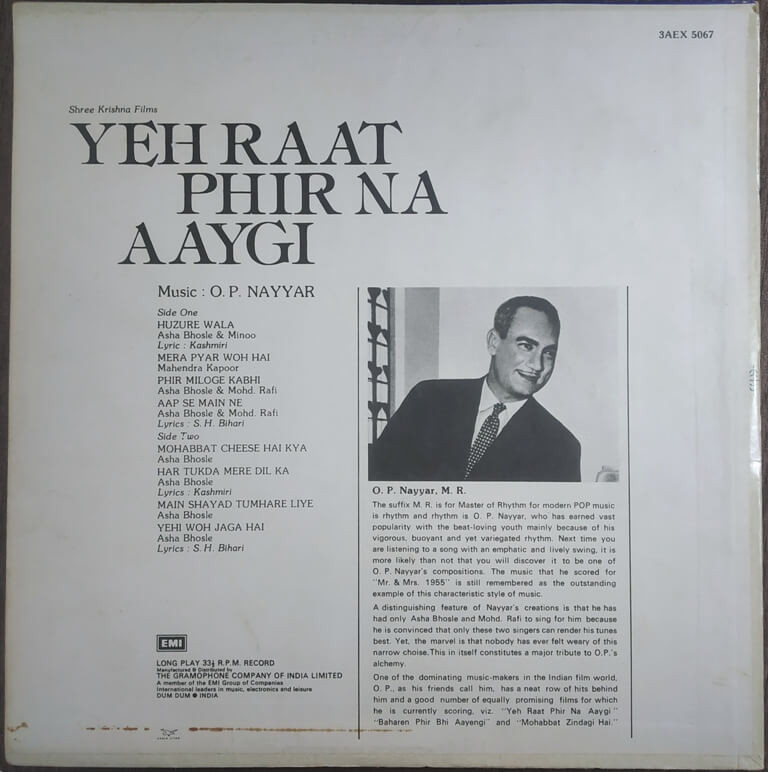 3AEX 5067
Shree Krishna Films
YEH RAAT
PHIR NA
AAYGI
Music : O. P. NAYYAR
Side One
HUZURE WALA
Asha Bhosle & Minoo
Lyric : Kashmiri
MERA PYAR WOH HAI
Mahendra Kapoor
PHIR MILOGE KABHI
Asha Bhosle & Mohd. Rafi
AAP SE MAIN NE
Asha Bhosle & Mohd. Rafi
Lyrics : S. H. Bihari
Side Two
MOHABBAT CHEESE HAI KYA
Asha Bhosle
HAR TUKDA MERE DIL KA
Asha Bhosle
Lyrics : Kashmiri
MAIN SHAYAD TUMHARE LIYE
Asha Bhosle
YEHI WOH JAGA HAI
Asha Bhosle
Lyrics : S. H. Bihari
EMI
LONG PLAY 33⅓ R.P.M. RECORD
Manufactured & Distributed by
THE GRAMOPHONE COMPANY OF INDIA LIMITED
A member of the EMI Group of Companies
International leaders in music, electronics and leisure
DUM DUM ● INDIA
O. P. Nayyar, M. R.
The suffix M. R. is for Master of Rhythm for modern POP music
is rhythm and rhythm is O. P. Nayyar, who has earned vast
popularity with the beat-loving youth mainly because of his
vigorous, buoyant and yet variegated rhythm. Next time you
are listening to a song with an emphatic and lively swing, it is
more likely than not that you will discover it to be one of
O. P. Nayyar's compositions. The music that he scored for
"Mr. & Mrs. 1955" is still remembered as the outstanding
example of this characteristic style of music.
A distinguishing feature of Nayyar's creations is that he has
had only Asha Bhosle and Mohd. Rafi to sing for him because
he is convinced that only these two singers can render his tunes
best. Yet, the marvel is that nobody has ever felt weary of this
narrow choise.This in itself constitutes a major tribute to O.P.'s
alchemy.
One of the dominating music-makers in the Indian film world,
O. P., as his friends call him, has a neat row of hits behind
him and a good number of equally promising films for which
he is currently scoring, viz. "Yeh Raat Phir Na Aaygi"
"Baharen Phir Bhi Aayengi" and "Mohabbat Zindagi Hai."